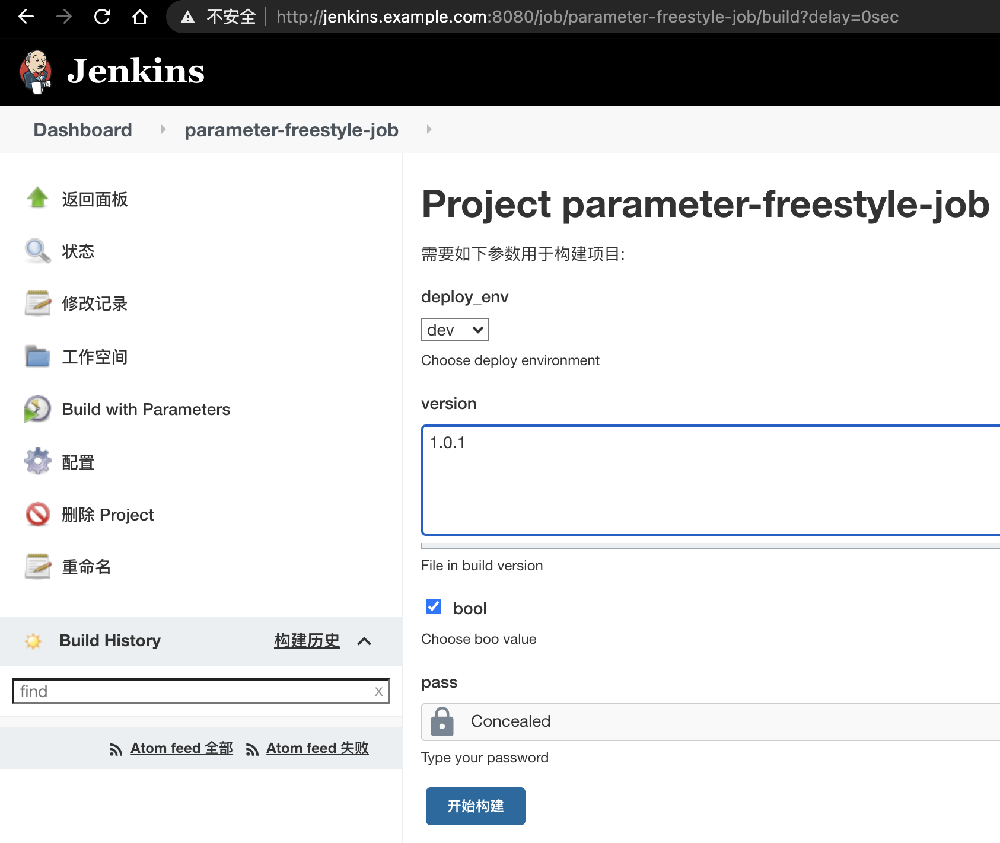 不安全 http://jenkins.example.com:8080/job/parameter-freestyle-job/build?delay=0sec
Jenkins
Dashboard parameter-freestyle-job
返回面板
状态
修改记录
工作空间
Build with Parameters
配置
删除 Project
重命名
Build History 构建历史
find x
Atom feed 全部 Atom feed 失败
Project parameter-freestyle-job
需要如下参数用于构建项目:
deploy_env
dev
Choose deploy environment
version
1.0.1
File in build version
bool
Choose boo value
pass
Concealed
Type your password
开始构建